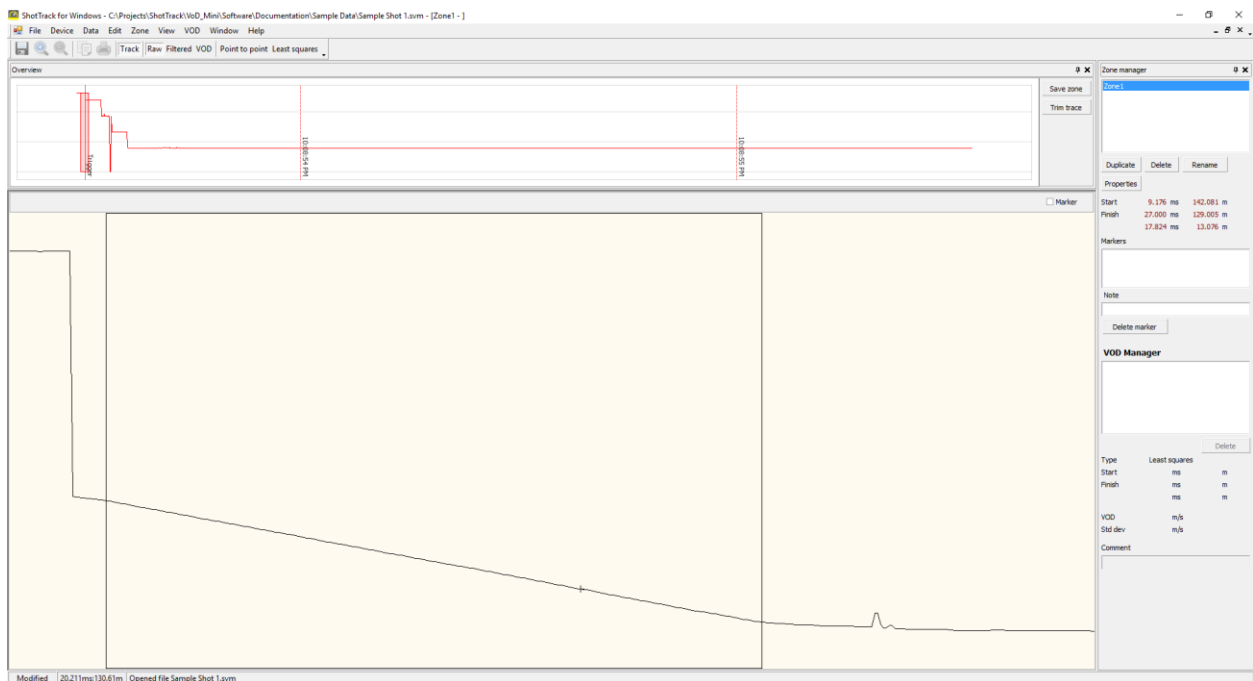 ShotTrack for Windows - C:\Projects\ShotTrack\VoD_Mini\Software\Documentation\Sample Data\Sample Shot 1.svm - [Zone1 - ]
File Device Data Edit Zone View VOD Window Help
Track Raw Filtered VOD Point to point Least squares
Overview
Save zone
Trim trace
Trigger
10:08:54 PM
10:08:55 PM
Marker
Zone manager
Zone1
Duplicate Delete Rename
Properties
Start 9.176 ms 142.081 m
Finish 27.000 ms 129.005 m
17.824 ms 13.076 m
Markers
Note
Delete marker
VOD Manager
Delete
Type Least squares
Start ms m
Finish ms m
ms m
VOD m/s
Std dev m/s
Comment
Modified 20.211ms:130.61m Opened file Sample Shot 1.svm